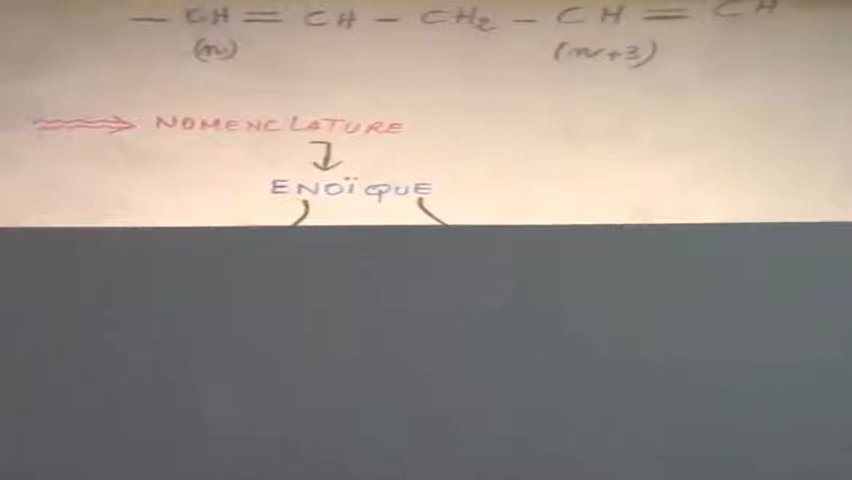 — CH = CH — CH₂ — CH = CH
(n) (n+3)
NOMENCLATURE
ENOÏQUE